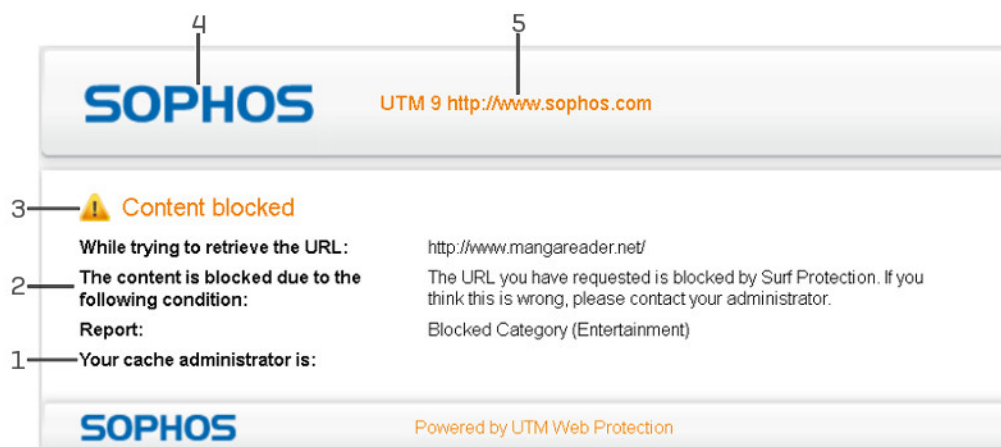 4 5
SOPHOS UTM 9 http://www.sophos.com
3 Content blocked
While trying to retrieve the URL: http://www.mangareader.net/
2 The content is blocked due to the following condition: The URL you have requested is blocked by Surf Protection. If you think this is wrong, please contact your administrator.
Report: Blocked Category (Entertainment)
1 Your cache administrator is:
SOPHOS Powered by UTM Web Protection